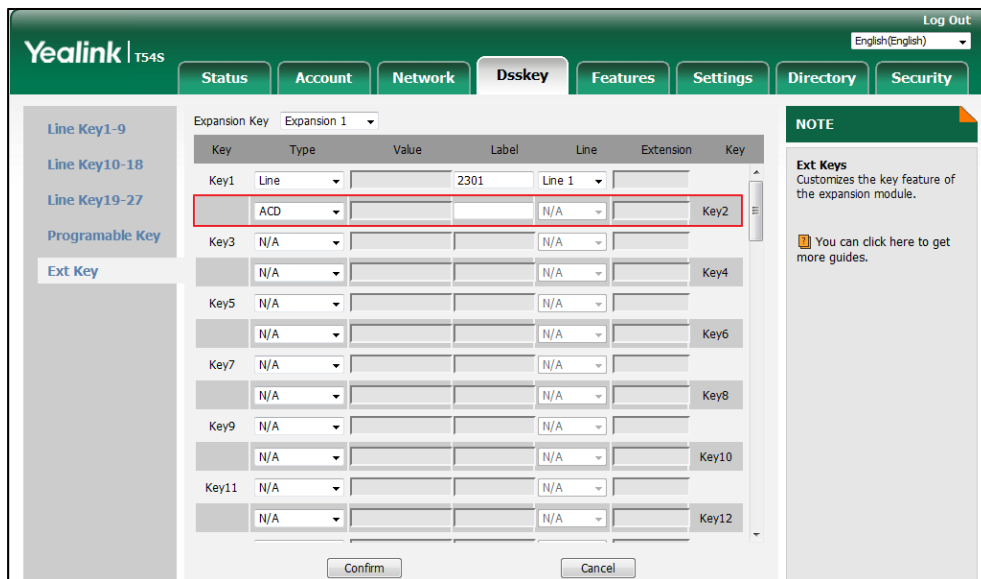 Log Out
Yealink | T54S
English(English)
Status Account Network Dsskey Features Settings Directory Security
Line Key1-9
Line Key10-18
Line Key19-27
Programable Key
Ext Key
Expansion Key Expansion 1
Key Type Value Label Line Extension Key
Key1 Line 2301 Line 1
ACD N/A Key2
Key3 N/A N/A
N/A N/A Key4
Key5 N/A N/A
N/A N/A Key6
Key7 N/A N/A
N/A N/A Key8
Key9 N/A N/A
N/A N/A Key10
Key11 N/A N/A
N/A N/A Key12
Confirm Cancel
NOTE
Ext Keys
Customizes the key feature of
the expansion module.
? You can click here to get
more guides.